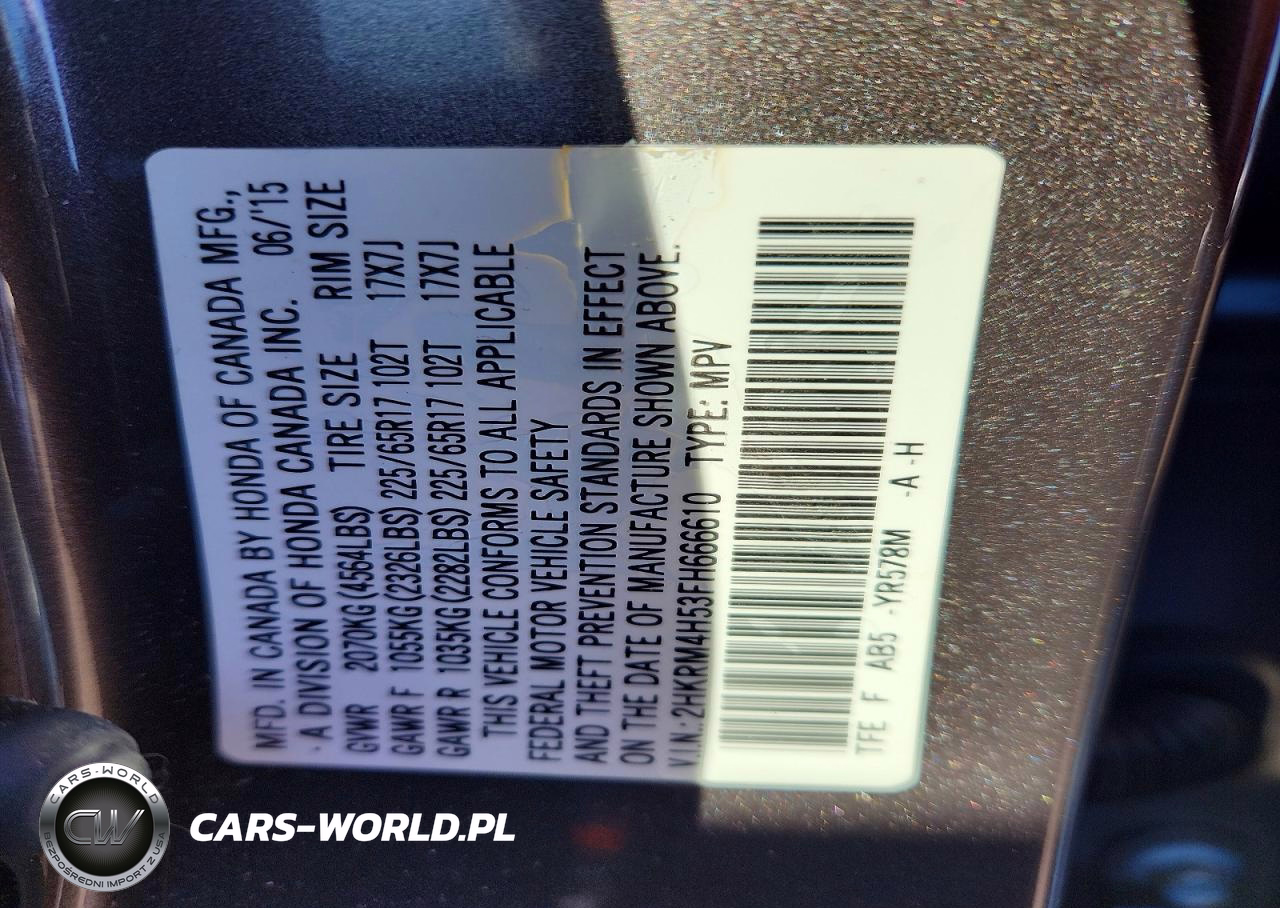 MFD. IN CANADA BY HONDA OF CANADA MFG.,
- A DIVISION OF HONDA CANADA INC. 06/'15
TIRE SIZE RIM SIZE
GVWR 2070KG (4564LBS)
GAWR F 1055KG (2326LBS) 225/65R17 102T 17X7J
GAWR R 1035KG (2282LBS) 225/65R17 102T 17X7J
THIS VEHICLE CONFORMS TO ALL APPLICABLE
FEDERAL MOTOR VEHICLE SAFETY
AND THEFT PREVENTION STANDARDS IN EFFECT
ON THE DATE OF MANUFACTURE SHOWN ABOVE.
V.I.N.: 2HKRM4H53FH666610 TYPE: MPV
TFE F AB5 -YR578M -A -H
CARS-WORLD
CW
BEZPOŚREDNI IMPORT Z USA
CARS-WORLD.PL